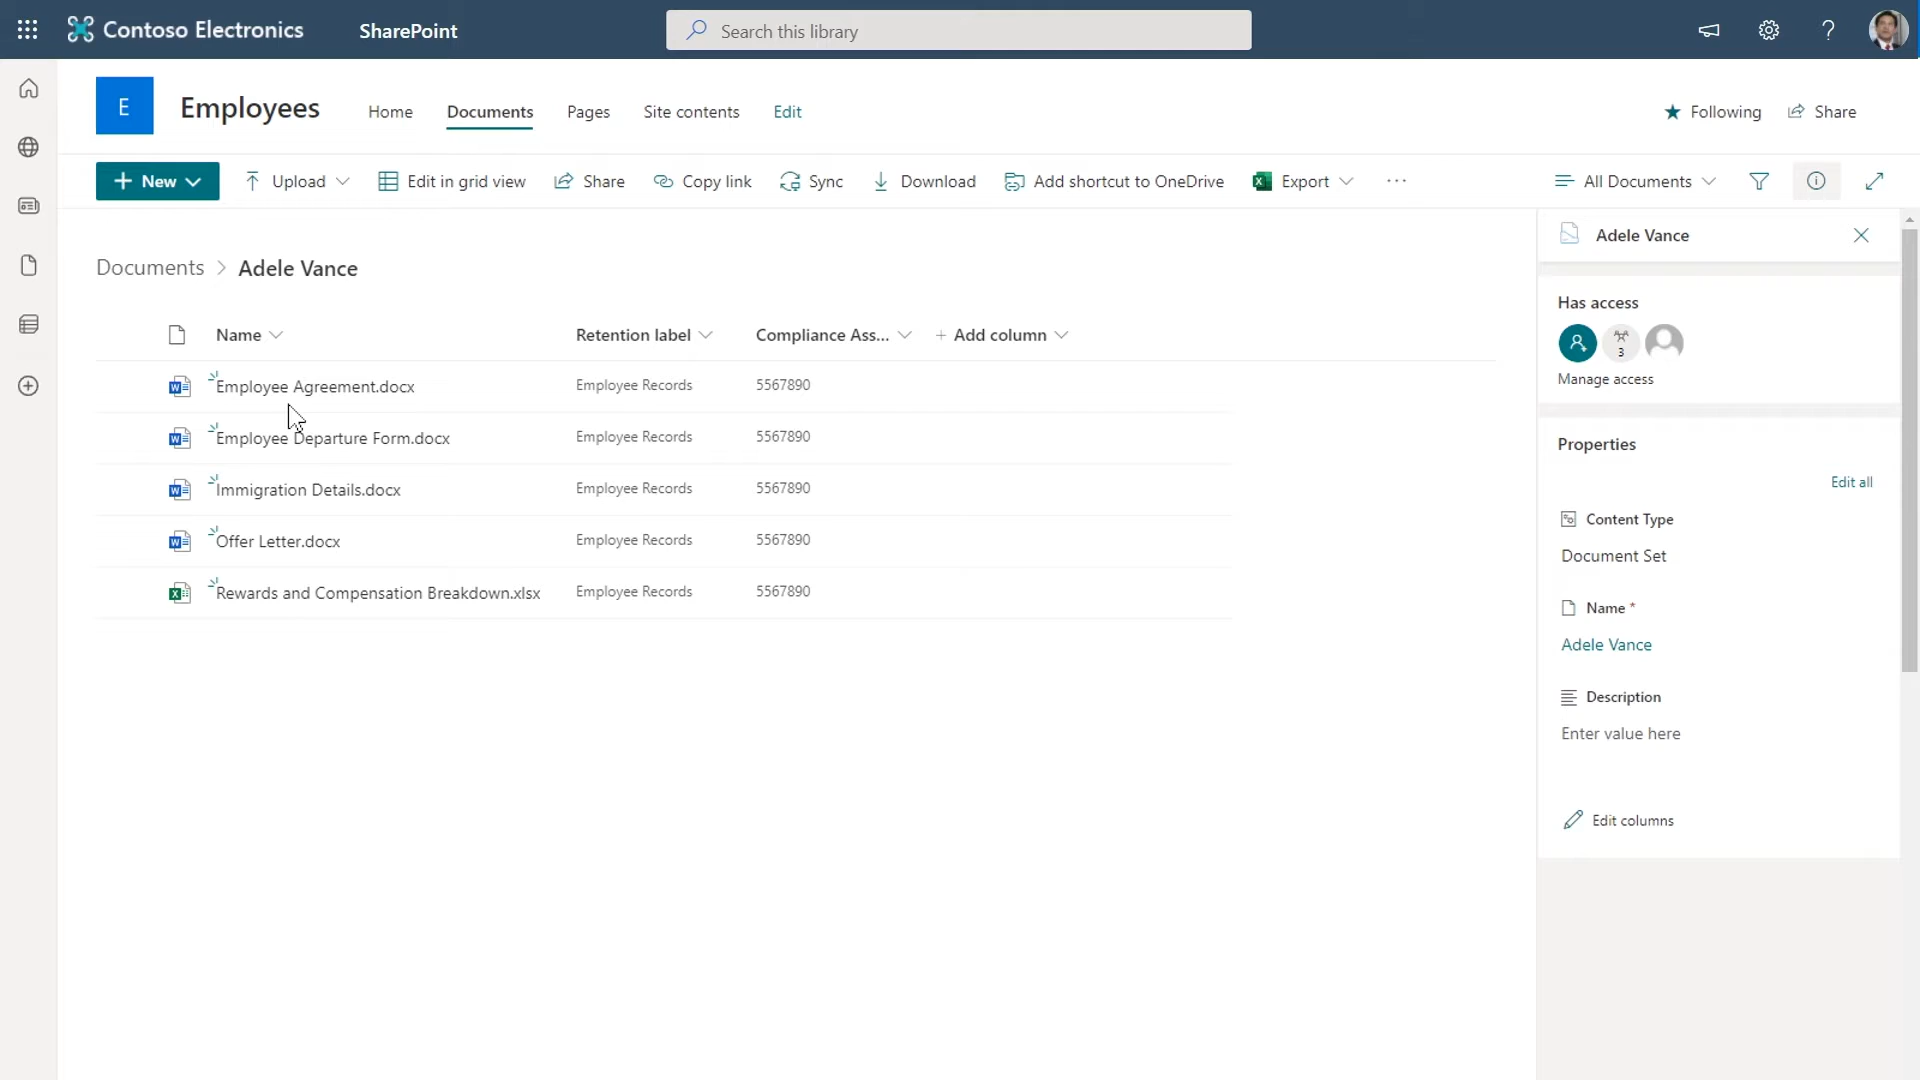 Contoso Electronics
SharePoint
Search this library
E
Employees
Home
Documents
Pages
Site contents
Edit
Following
Share
New
Upload
Edit in grid view
Share
Copy link
Sync
Download
Add shortcut to OneDrive
Export
All Documents
Documents > Adele Vance
Name
Retention label
Compliance Ass...
+ Add column
Employee Agreement.docx
Employee Records
5567890
Employee Departure Form.docx
Employee Records
5567890
Immigration Details.docx
Employee Records
5567890
Offer Letter.docx
Employee Records
5567890
Rewards and Compensation Breakdown.xlsx
Employee Records
5567890
Adele Vance
Has access
3
Manage access
Properties
Edit all
Content Type
Document Set
Name *
Adele Vance
Description
Enter value here
Edit columns